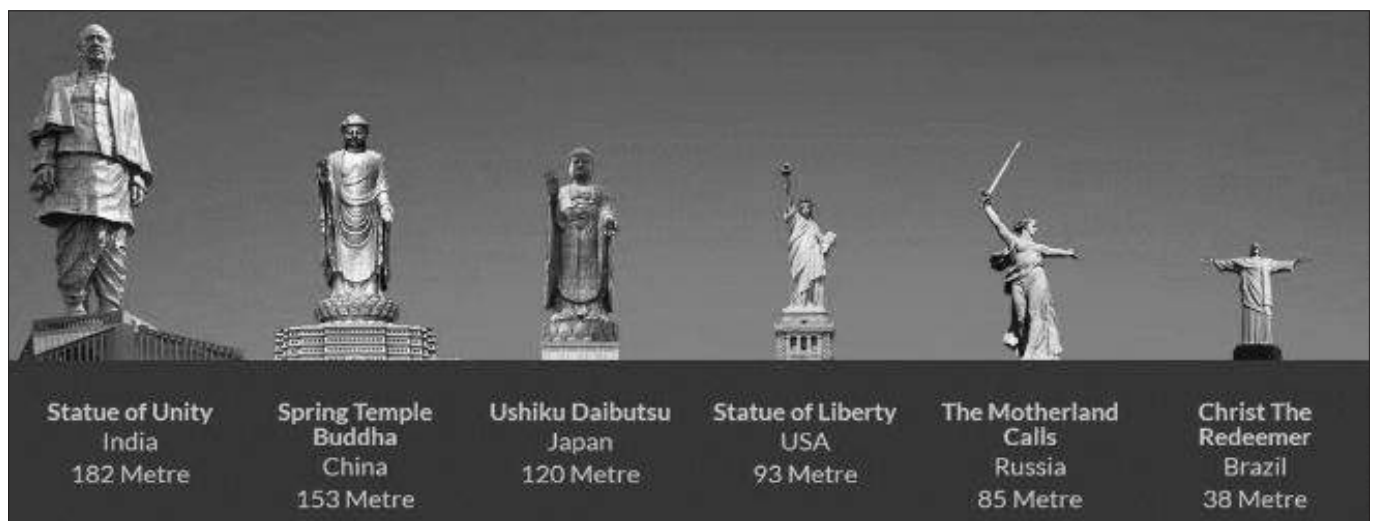 Statue of Unity
India
182 Metre
Spring Temple
Buddha
China
153 Metre
Ushiku Daibutsu
Japan
120 Metre
Statue of Liberty
USA
93 Metre
The Motherland
Calls
Russia
85 Metre
Christ The
Redeemer
Brazil
38 Metre